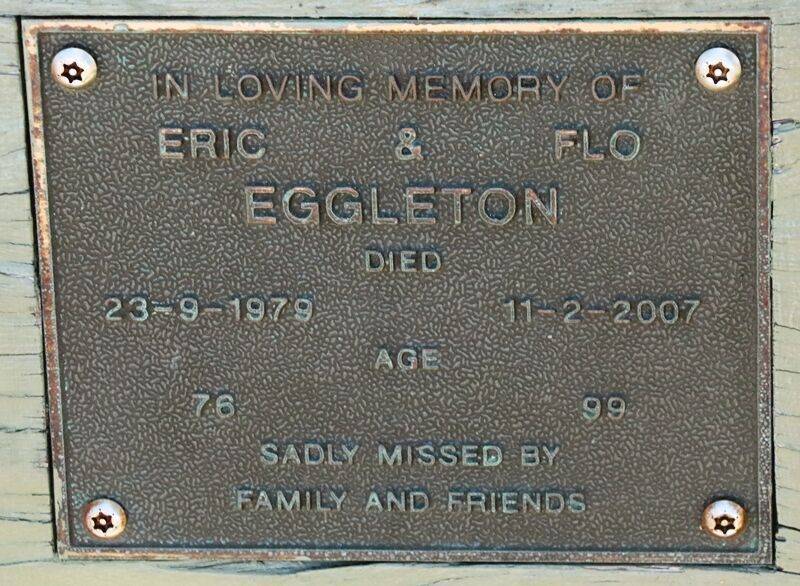 IN LOVING MEMORY OF
ERIC & FLO
EGGLETON
DIED
23-9-1979 11-2-2007
AGE
76 99
SADLY MISSED BY
FAMILY AND FRIENDS